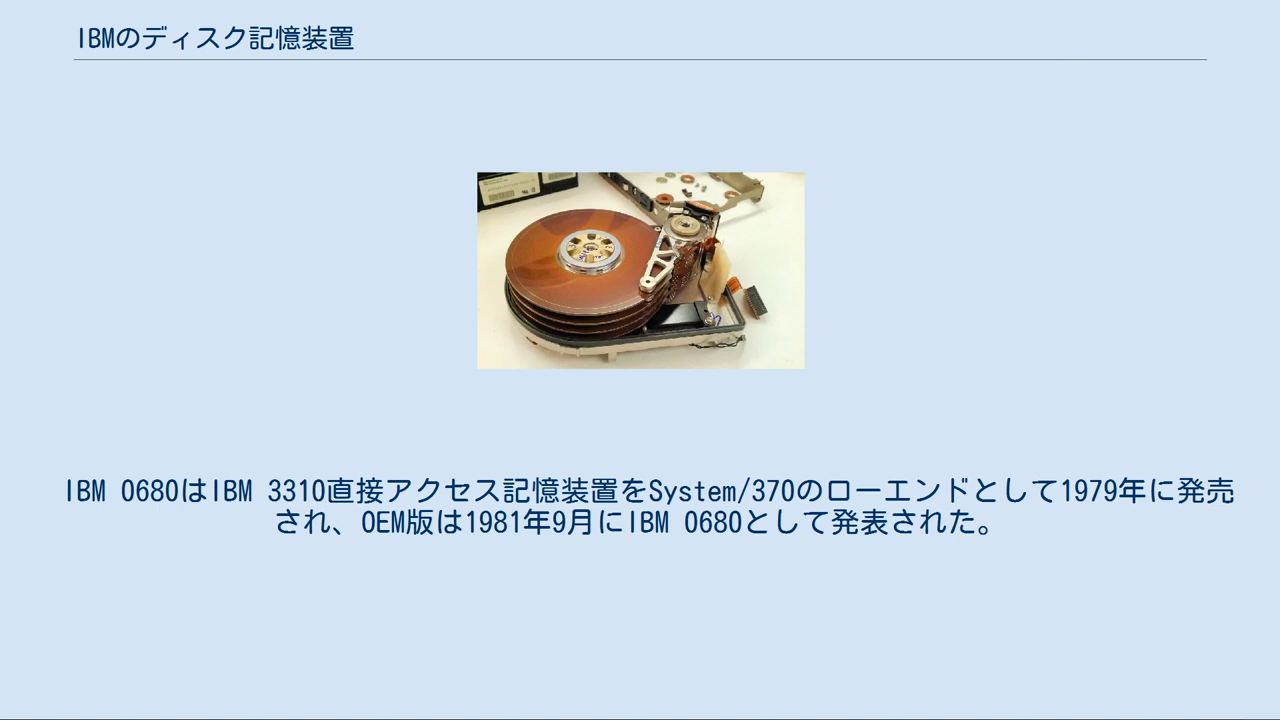 IBMのディスク記憶装置
IBM 0680はIBM 3310直接アクセス記憶装置をSystem/370のローエンドとして1979年に発売
され、OEM版は1981年9月にIBM 0680として発表された。